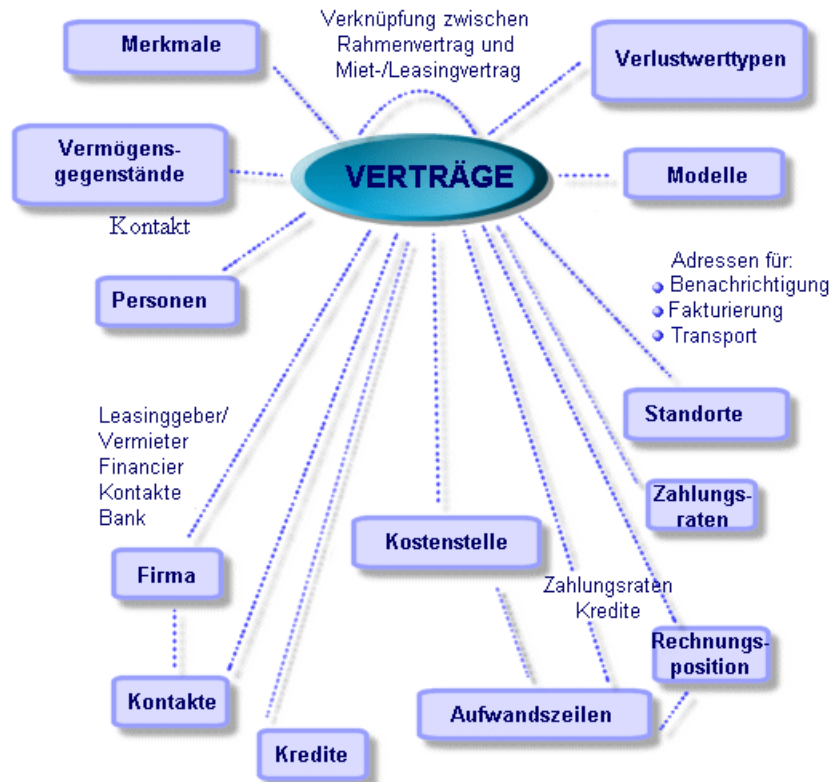 Merkmale
Verknüpfung zwischen
Rahmenvertrag und
Miet-/Leasingvertrag
Verlustwerttypen
Vermögens-
gegenstände
VERTRÄGE
Modelle
Kontakt
Personen
Adressen für:
Benachrichtigung
Fakturierung
Transport
Leasinggeber/
Vermieter
Financier
Kontakte
Bank
Standorte
Zahlungs-
raten
Kostenstelle
Firma
Zahlungsraten
Kredite
Rechnungs-
position
Kontakte
Aufwandszeilen
Kredite